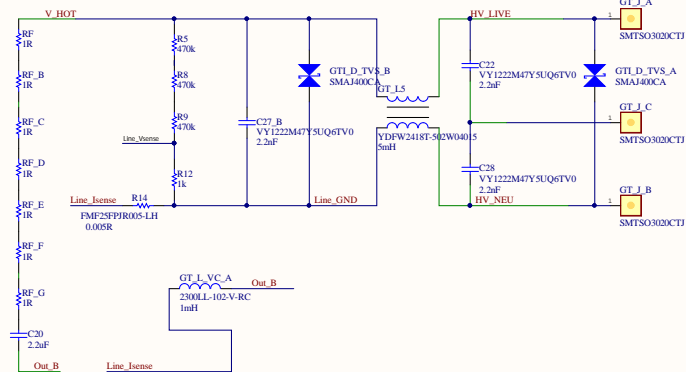 V_HOT
HV_LIVE
GT_J_A
1
SMTSO3020CTJ
RF
1R
R5
470k
RF_B
1R
R8
470k
GTI_D_TVS_B
SMAJ400CA
GT_L5
C22
VY1222M47Y5UQ6TV0
2.2nF
GTI_D_TVS_A
SMAJ400CA
RF_C
1R
R9
470k
C27_B
VY1222M47Y5UQ6TV0
2.2nF
GT_J_C
1
SMTSO3020CTJ
Line_Vsense
YDFW2418T-502W04015
5mH
RF_D
1R
R12
1k
C28
VY1222M47Y5UQ6TV0
2.2nF
GT_J_B
1
SMTSO3020CTJ
RF_E
1R
Line_Isense
R14
FMF25FPJR005-LH
0.005R
Line_GND
HV_NEU
RF_F
1R
RF_G
1R
GT_L_VC_A
2300LL-102-V-RC
1mH
Out_B
C20
2.2uF
Out_B
Line_Isense